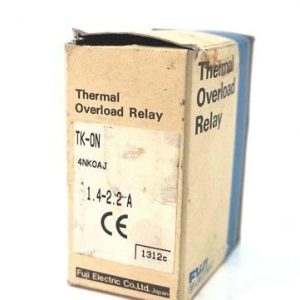 Thermal
Overload Relay
TK-0N
4NK0AJ
1.4-2.2 A
CE
1312c
Fuji Electric Co., Ltd. Japan
Thermal
Overload
Relay